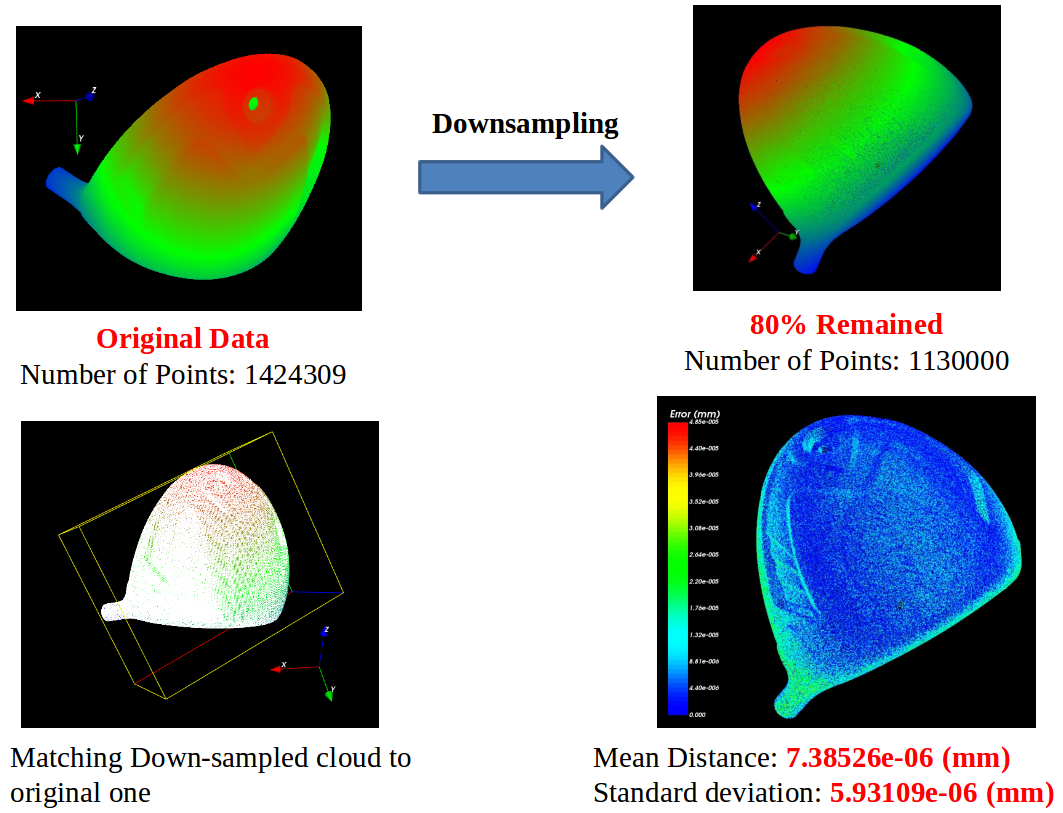 X
Z
Y
Downsampling
Z
Y
X
Original Data
Number of Points: 1424309
80% Remained
Number of Points: 1130000
Z
X
Y
Error (mm)
4.85e-005
4.40e-005
3.96e-005
3.52e-005
3.08e-005
2.64e-005
2.20e-005
1.76e-005
1.32e-005
8.81e-006
4.40e-006
0.000
Matching Down-sampled cloud to
original one
Mean Distance: 7.38526e-06 (mm)
Standard deviation: 5.93109e-06 (mm)